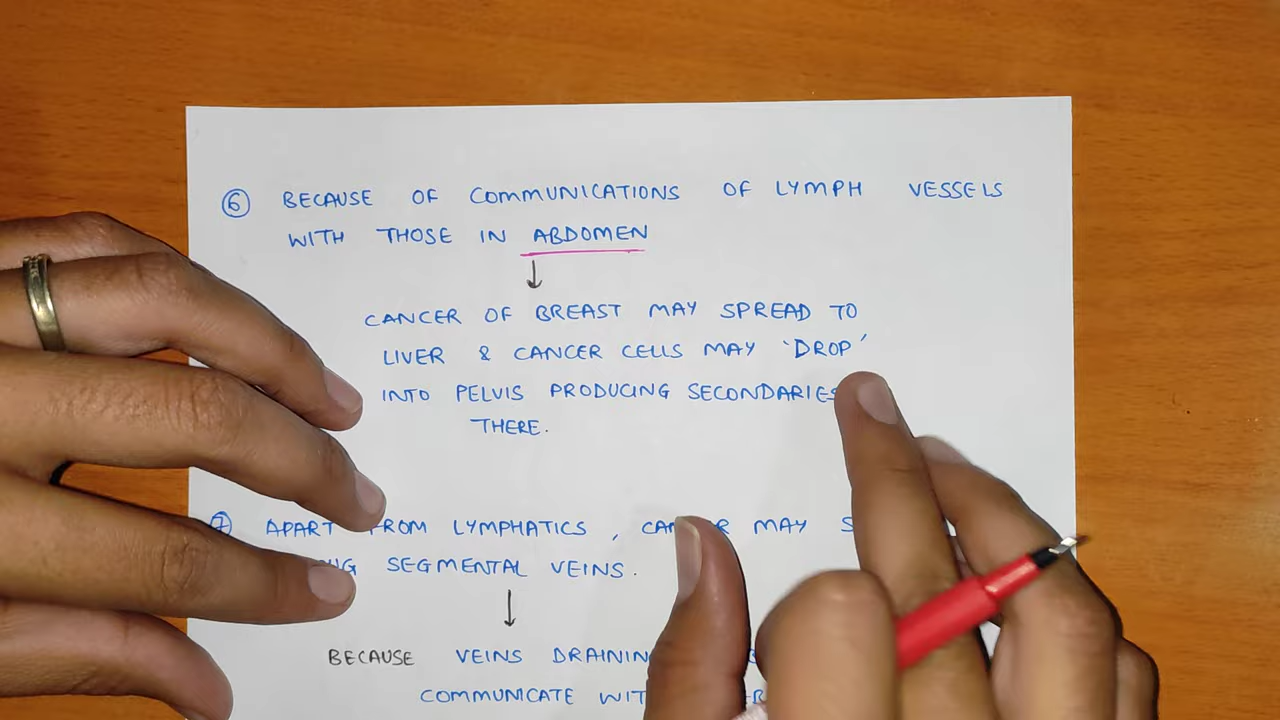 ⑥ BECAUSE OF COMMUNICATIONS OF LYMPH VESSELS
WITH THOSE IN ABDOMEN
↓
CANCER OF BREAST MAY SPREAD TO
LIVER & CANCER CELLS MAY 'DROP'
INTO PELVIS PRODUCING SECONDARIES
THERE.
⑦ APART FROM LYMPHATICS, MAY
SEGMENTAL VEINS.
↓
BECAUSE VEINS
COMMUNICATE